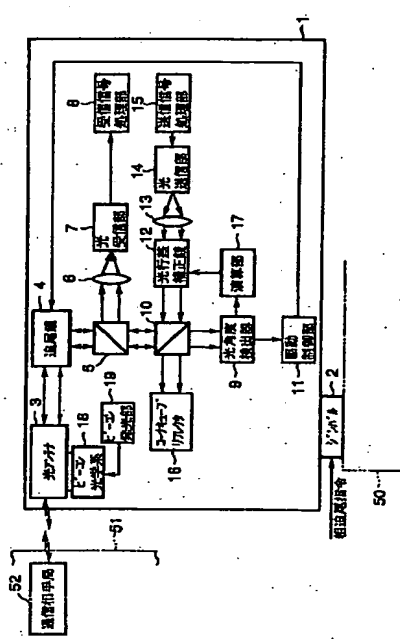 1
8
受信信号
処理部
15
送信信号
処理部
14
光
送信部
7
光
受信部
13
6
12
光行差
補正鏡
17
演算部
4
追尾鏡
5
10
光角度
検出器
9
駆動
制御部
11
3
光アンテナ
18
ビーコン
光学系
19
ビーコン
発光部
コーナキューブ
リフレクタ
16
ジンバル
2
粗追尾指令
50
51
52
通信相手局